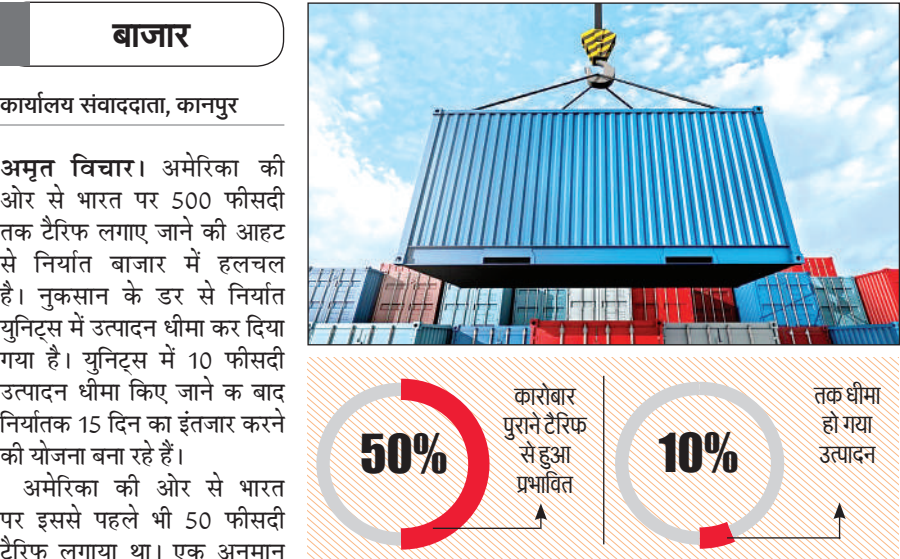 बाजार
कार्यालय संवाददाता, कानपुर
अमृत विचार। अमेरिका की
ओर से भारत पर 500 फीसदी
तक टैरिफ लगाए जाने की आहट
से निर्यात बाजार में हलचल
है। नुकसान के डर से निर्यात
युनिट्स में उत्पादन धीमा कर दिया
गया है। युनिट्स में 10 फीसदी
उत्पादन धीमा किए जाने क बाद
निर्यातक 15 दिन का इंतजार करने
की योजना बना रहे हैं।
अमेरिका की ओर से भारत
पर इससे पहले भी 50 फीसदी
टैरिफ लगाया था। एक अनुमान
50%
कारोबार
पुराने टैरिफ
से हुआ
प्रभावित
10%
तक धीमा
हो गया
उत्पादन